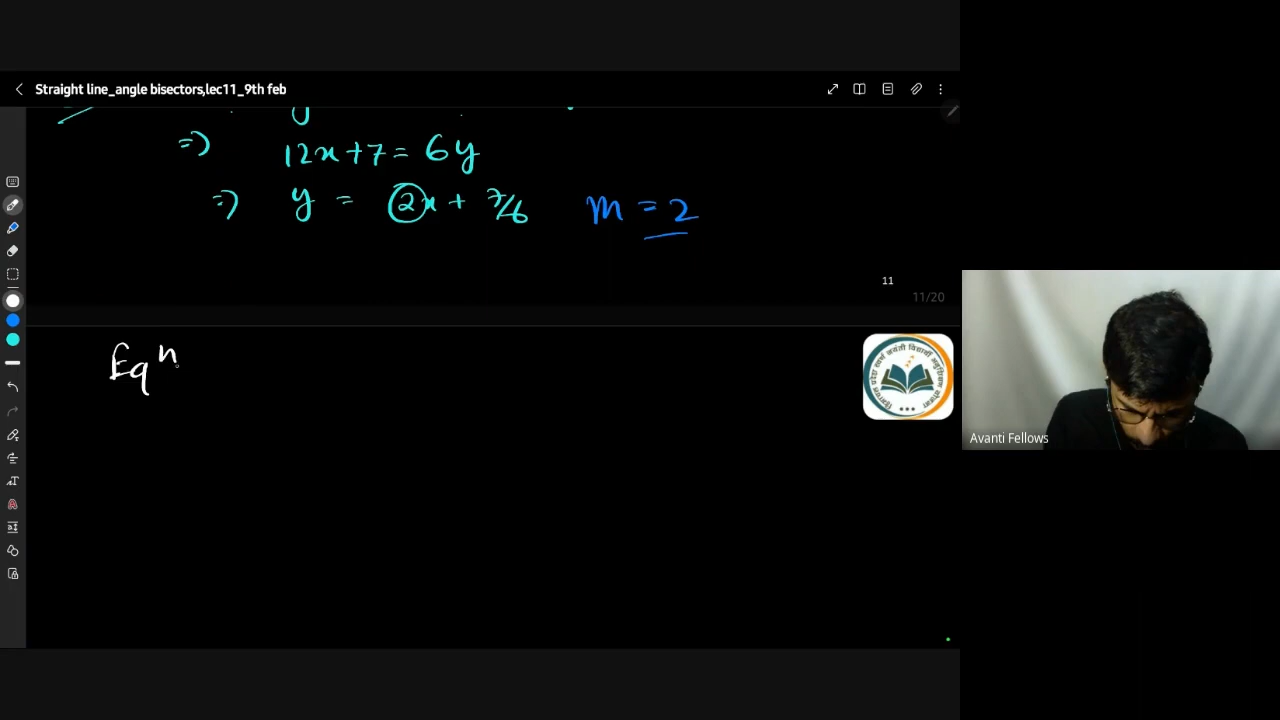 Straight line_angle bisectors,lec11_9th feb
=> 12x+7 = 6y
=> y = 2x + 7/6 m = 2
11
11/20
Eqn
Avanti Fellows